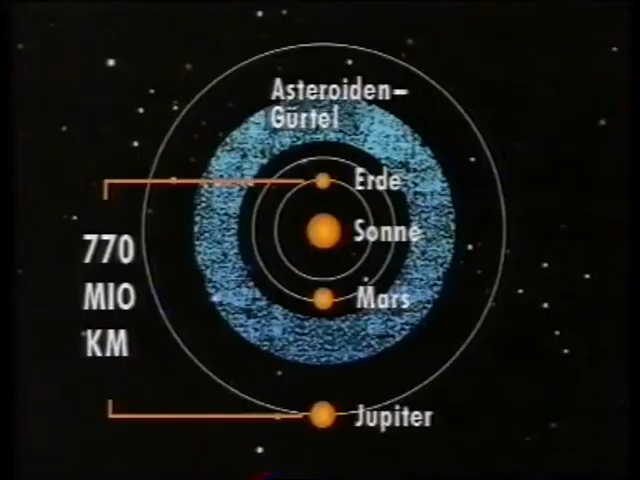 Asteroiden-
Gürtel
Erde
Sonne
Mars
770
MIO
KM
Jupiter